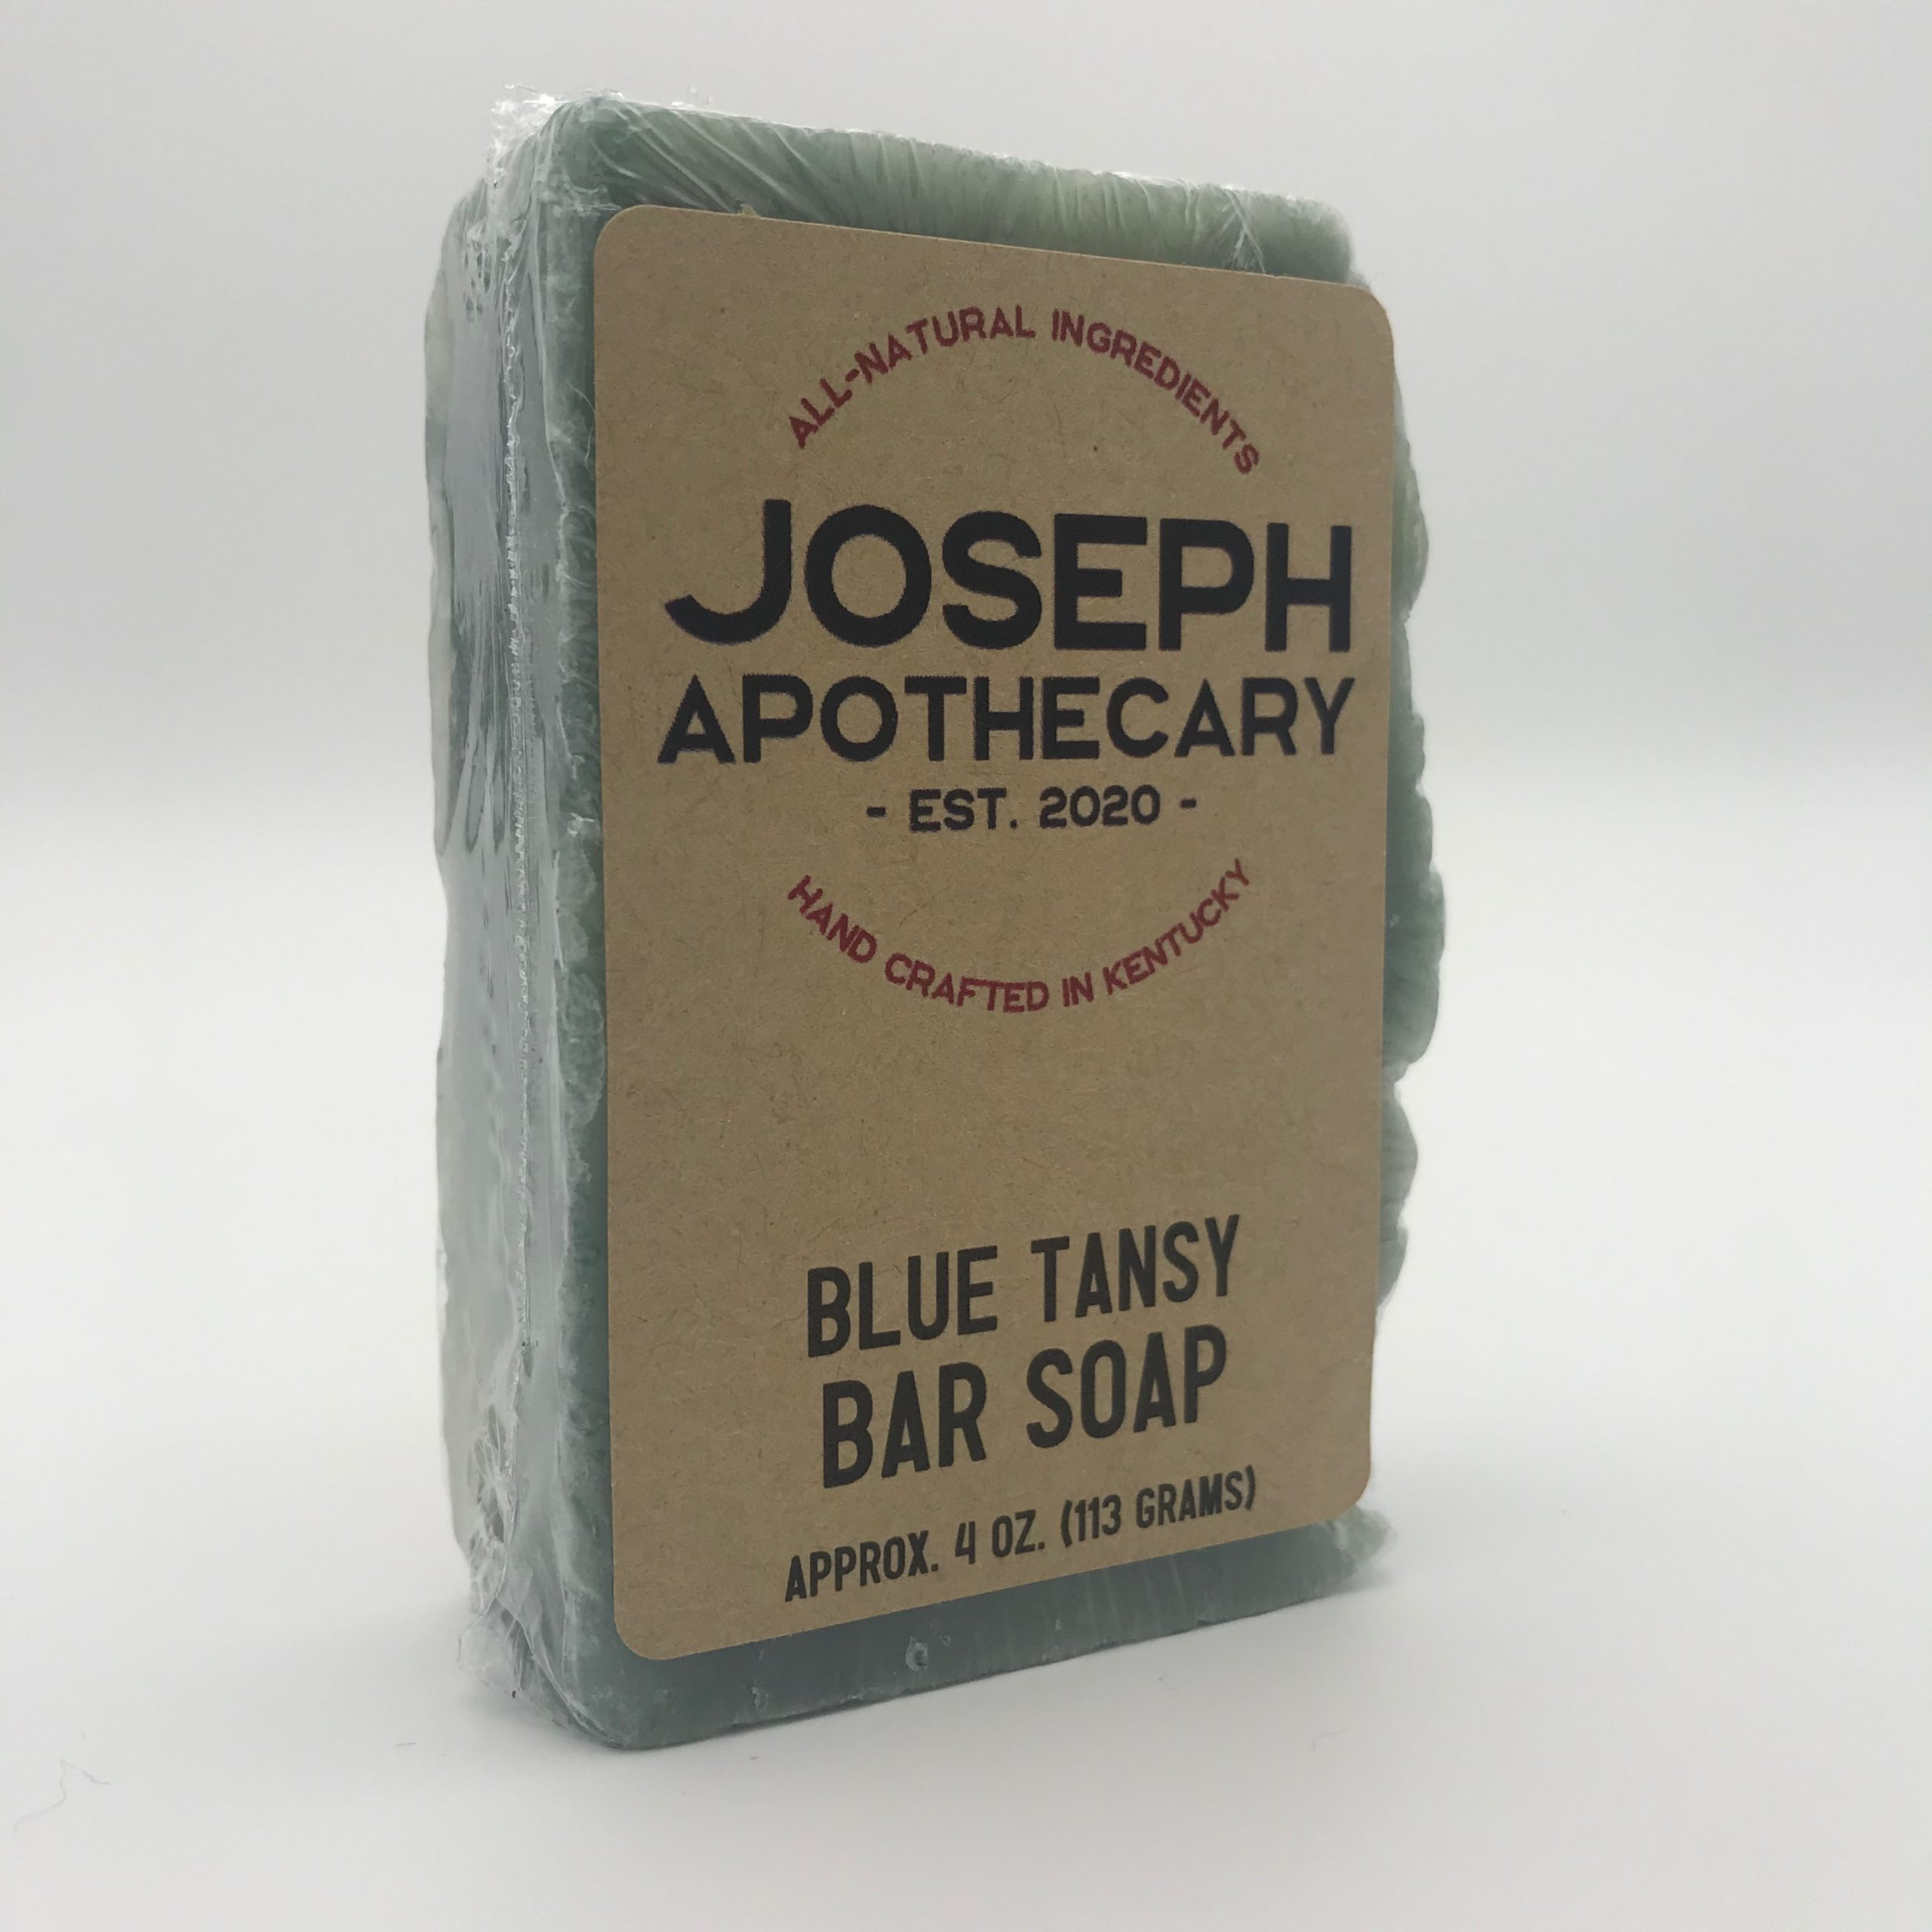 ALL-NATURAL INGREDIENTS
JOSEPH
APOTHECARY
- EST. 2020 -
HAND CRAFTED IN KENTUCKY
BLUE TANSY
BAR SOAP
APPROX. 4 OZ. (113 GRAMS)